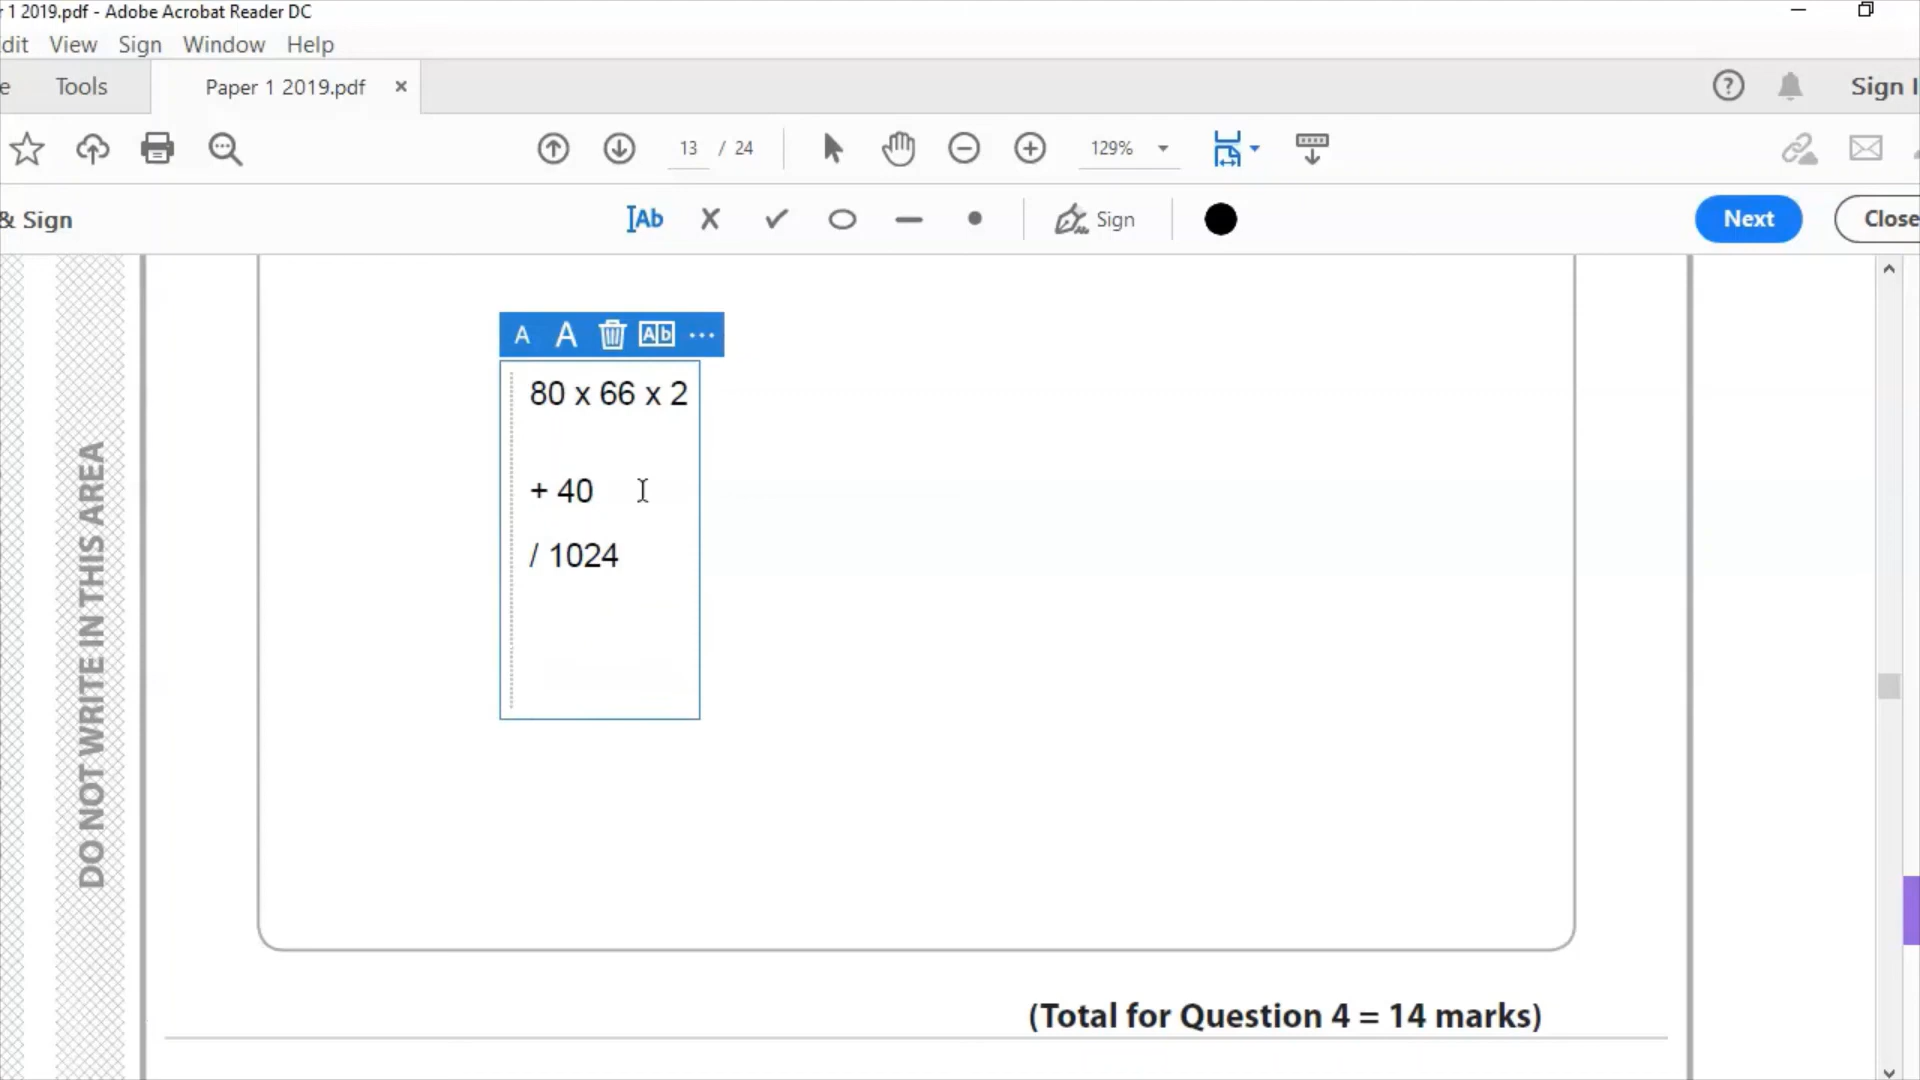 r 1 2019.pdf - Adobe Acrobat Reader DC
dit View Sign Window Help
e Tools Paper 1 2019.pdf ×
? Sign I
13 / 24 129%
& Sign IAb Sign Next Close
A A Ab ...
80 x 66 x 2
+ 40
/ 1024
DO NOT WRITE IN THIS AREA
(Total for Question 4 = 14 marks)